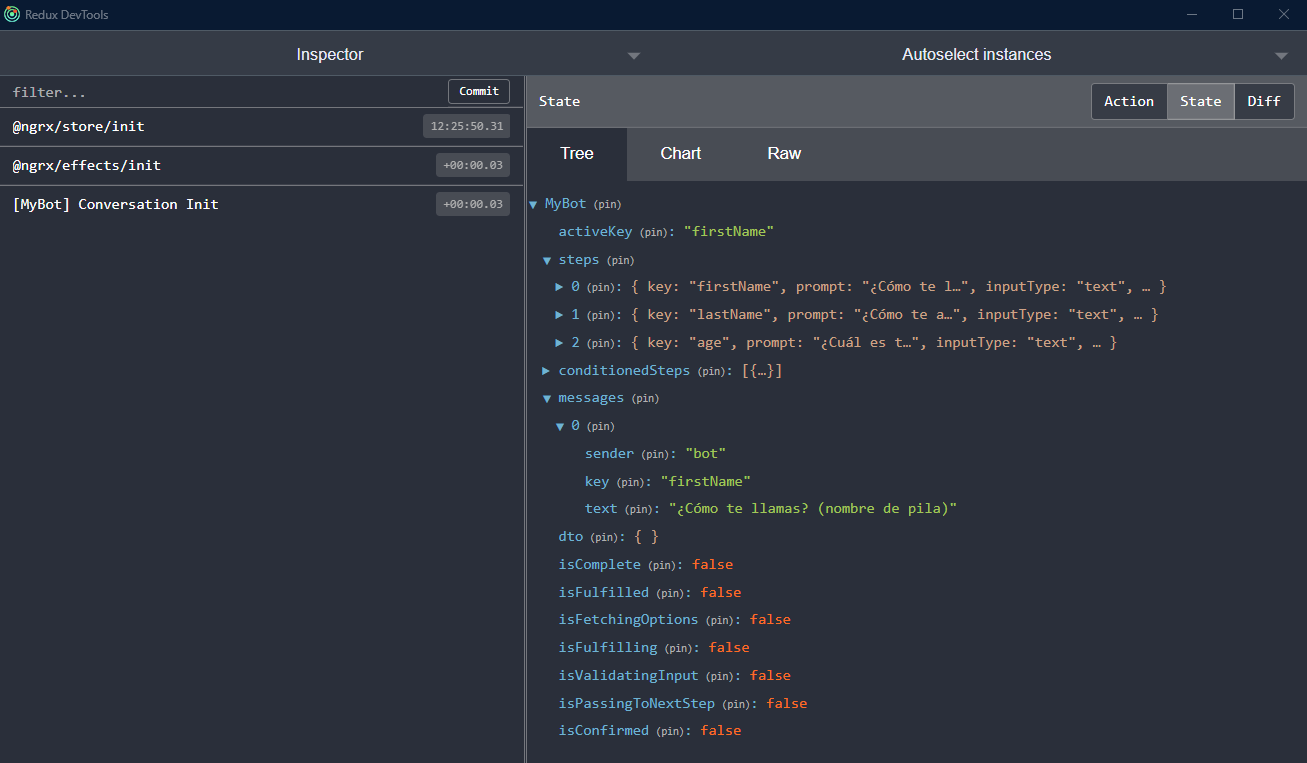 Redux DevTools
Inspector
Autoselect instances
filter...
Commit
@ngrx/store/init
12:25:50.31
@ngrx/effects/init
+00:00.03
[MyBot] Conversation Init
+00:00.03
State
Action
State
Diff
Tree
Chart
Raw
▼ MyBot (pin)
activeKey (pin): "firstName"
▼ steps (pin)
▶ 0 (pin): { key: "firstName", prompt: "¿Cómo te l…", inputType: "text", … }
▶ 1 (pin): { key: "lastName", prompt: "¿Cómo te a…", inputType: "text", … }
▶ 2 (pin): { key: "age", prompt: "¿Cuál es t…", inputType: "text", … }
▶ conditionedSteps (pin): [{…}]
▼ messages (pin)
▼ 0 (pin)
sender (pin): "bot"
key (pin): "firstName"
text (pin): "¿Cómo te llamas? (nombre de pila)"
dto (pin): { }
isComplete (pin): false
isFulfilled (pin): false
isFetchingOptions (pin): false
isFulfilling (pin): false
isValidatingInput (pin): false
isPassingToNextStep (pin): false
isConfirmed (pin): false